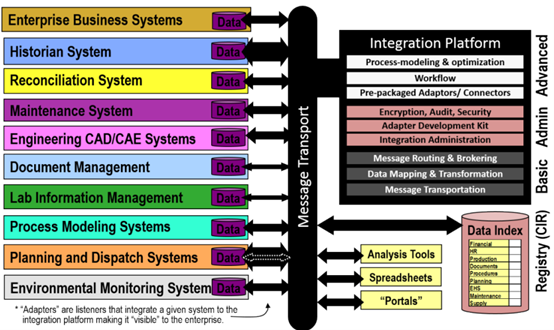 Enterprise Business Systems
Data
Historian System
Data
Reconciliation System
Data
Maintenance System
Data
Engineering CAD/CAE Systems
Data
Document Management
Data
Lab Information Management
Data
Process Modeling Systems
Data
Planning and Dispatch Systems
Data
Environmental Monitoring System
Data
* "Adapters" are listeners that integrate a given system to the
integration platform making it "visible" to the enterprise.
Message Transport
Integration Platform
Process-modeling & optimization
Workflow
Pre-packaged Adaptors/ Connectors
Encryption, Audit, Security
Adapter Development Kit
Integration Administration
Message Routing & Brokering
Data Mapping & Transformation
Message Transportation
Advanced
Admin
Basic
Registry (CIR)
Data Index
Financial
HR
Production
Documents
Procedures
Planning
EHS
Maintenance
Supply
Analysis Tools
Spreadsheets
"Portals"